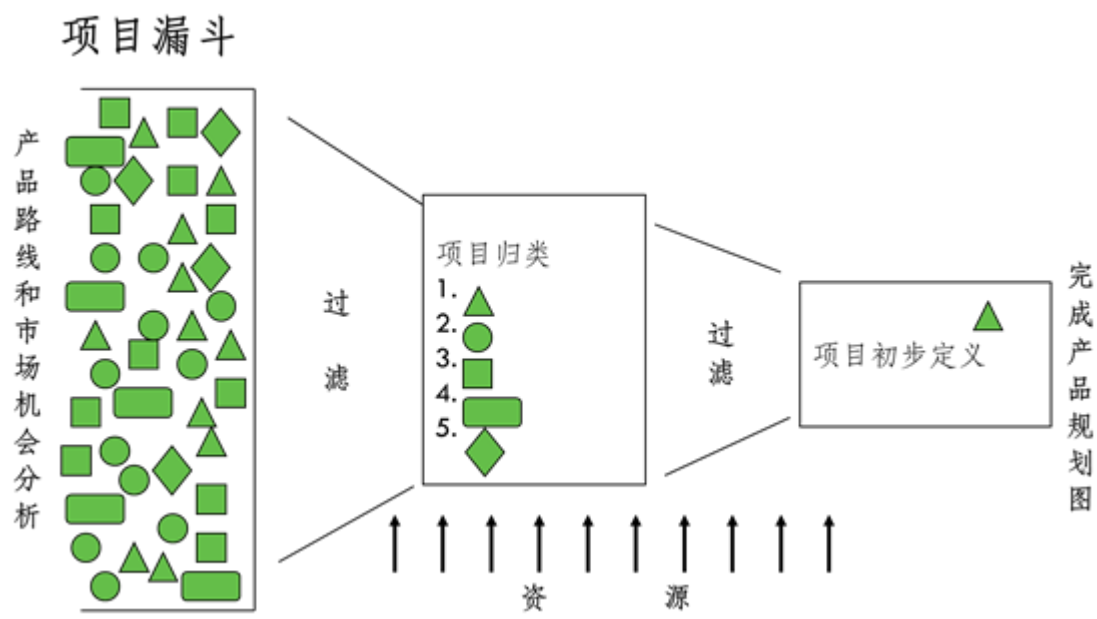 项目漏斗
产品路线和市场机会分析
过滤
项目归类
1.
2.
3.
4.
5.
过滤
项目初步定义
完成产品规划图
资 源